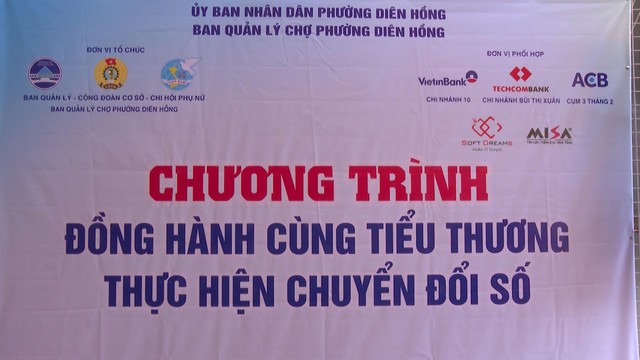 ỦY BAN NHÂN DÂN PHƯỜNG DIÊN HỒNG
BAN QUẢN LÝ CHỢ PHƯỜNG DIÊN HỒNG
ĐƠN VỊ TỔ CHỨC
BAN QUẢN LÝ - CÔNG ĐOÀN CƠ SỞ - CHI HỘI PHỤ NỮ
BAN QUẢN LÝ CHỢ PHƯỜNG DIÊN HỒNG
ĐƠN VỊ PHỐI HỢP
VietinBank
CHI NHÁNH 10
TECHCOMBANK
CHI NHÁNH BÙI THỊ XUÂN
ACB
CỤM 3 THÁNG 2
SOFT DREAMS
Make IT Simple
MISA
CHƯƠNG TRÌNH
ĐỒNG HÀNH CÙNG TIỂU THƯƠNG
THỰC HIỆN CHUYỂN ĐỔI SỐ